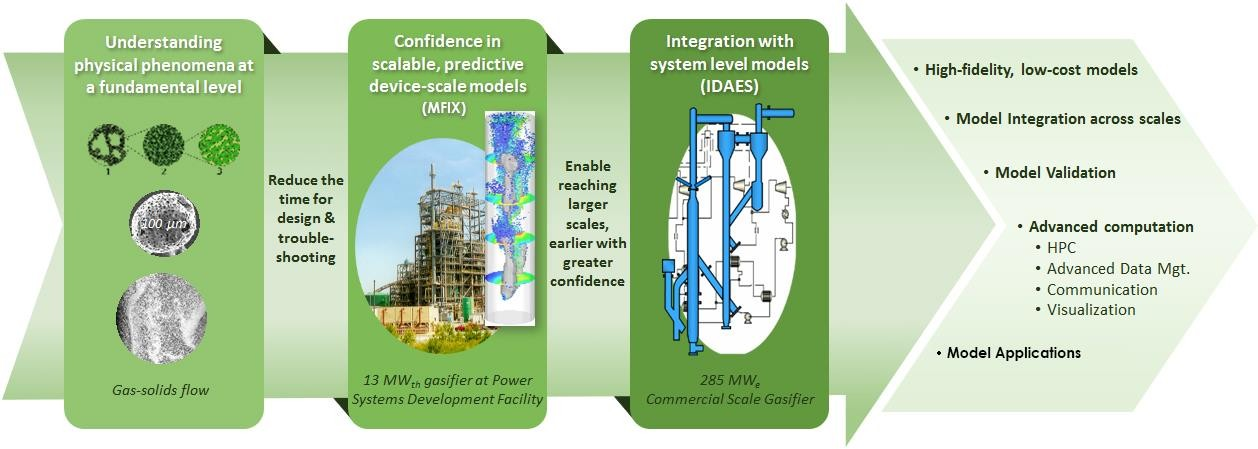 Understanding
physical phenomena at
a fundamental level
1 2 3
100 µm
Gas-solids flow
Reduce the
time for
design &
trouble-
shooting
Confidence in
scalable, predictive
device-scale models
(MFIX)
13 MWth gasifier at Power
Systems Development Facility
Enable
reaching
larger
scales,
earlier with
greater
confidence
Integration with
system level models
(IDAES)
285 MWe
Commercial Scale Gasifier
• High-fidelity, low-cost models
• Model Integration across scales
• Model Validation
• Advanced computation
• HPC
• Advanced Data Mgt.
• Communication
• Visualization
• Model Applications